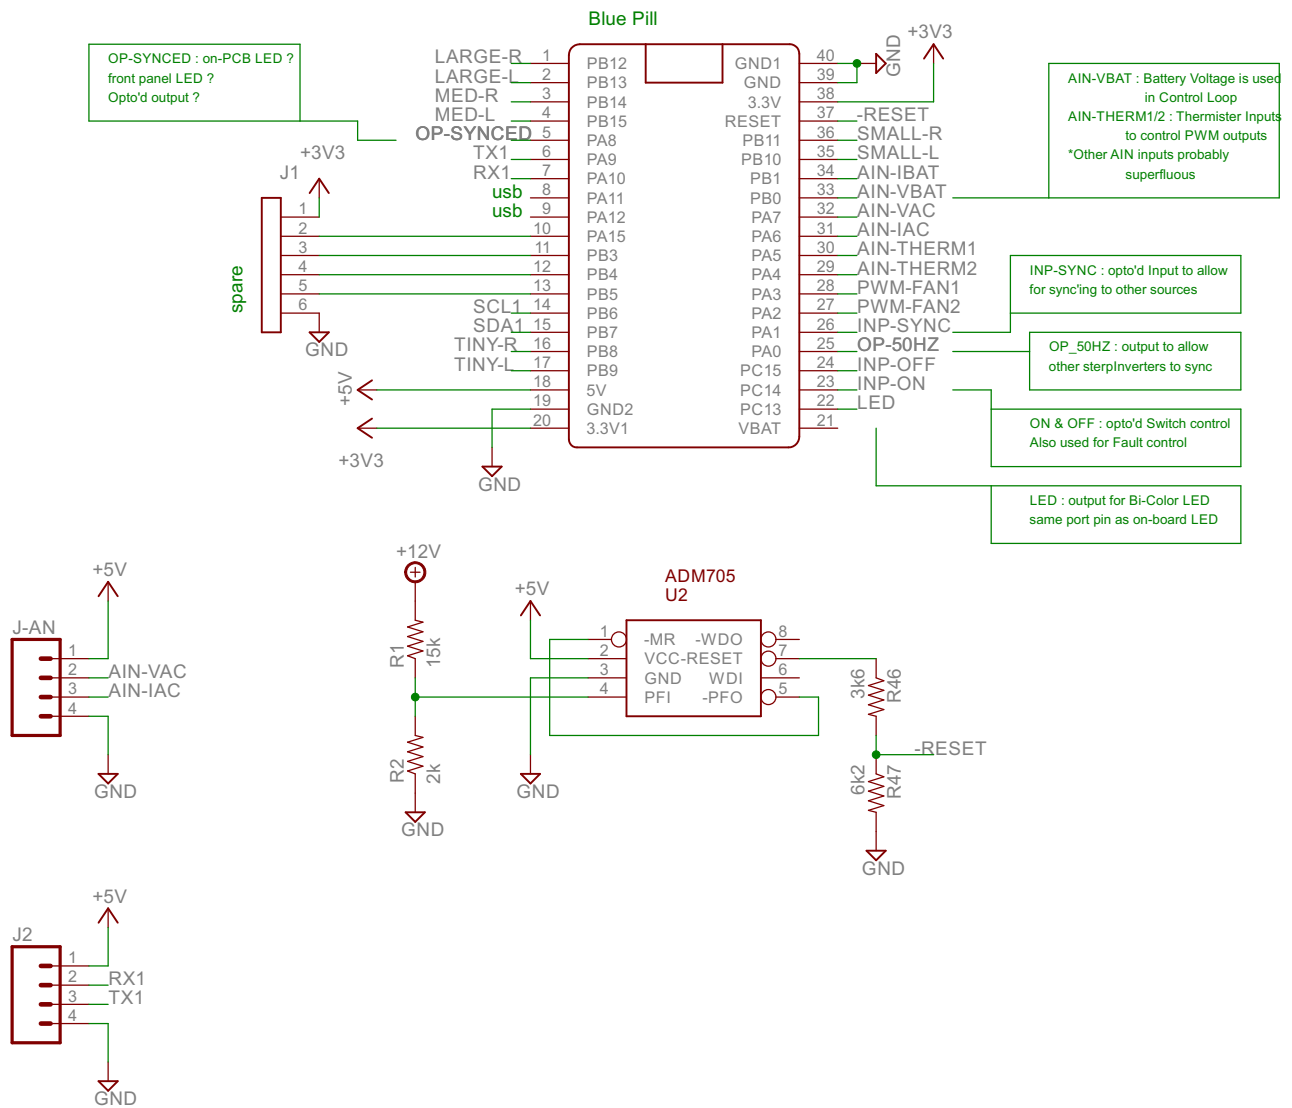 Blue Pill
OP-SYNCED : on-PCB LED ?
front panel LED ?
Opto'd output ?
LARGE-R 1 PB12
LARGE-L 2 PB13
MED-R 3 PB14
MED-L 4 PB15
OP-SYNCED 5 PA8
TX1 6 PA9
RX1 7 PA10
usb 8 PA11
usb 9 PA12
10 PA15
11 PB3
12 PB4
13 PB5
SCL1 14 PB6
SDA1 15 PB7
TINY-R 16 PB8
TINY-L 17 PB9
+5V 18 5V
19 GND2
20 3.3V1
+3V3
GND
GND1 40 GND
GND 39
3.3V 38 +3V3
RESET 37 -RESET
PB11 36 SMALL-R
PB10 35 SMALL-L
PB1 34 AIN-IBAT
PB0 33 AIN-VBAT
PA7 32 AIN-VAC
PA6 31 AIN-IAC
PA5 30 AIN-THERM1
PA4 29 AIN-THERM2
PA3 28 PWM-FAN1
PA2 27 PWM-FAN2
PA1 26 INP-SYNC
PA0 25 OP-50HZ
PC15 24 INP-OFF
PC14 23 INP-ON
PC13 22 LED
VBAT 21
J1
+3V3
1
2
3
4
5
6
spare
GND
AIN-VBAT : Battery Voltage is used
in Control Loop
AIN-THERM1/2 : Thermister Inputs
to control PWM outputs
*Other AIN inputs probably
superfluous
INP-SYNC : opto'd Input to allow
for sync'ing to other sources
OP_50HZ : output to allow
other sterpInverters to sync
ON & OFF : opto'd Switch control
Also used for Fault control
LED : output for Bi-Color LED
same port pin as on-board LED
+5V
J-AN
1
2 AIN-VAC
3 AIN-IAC
4
GND
+12V
R1
15k
R2
2k
GND
+5V
GND
ADM705
U2
1 -MR -WDO 8
2 VCC -RESET 7
3 GND WDI 6
4 PFI -PFO 5
3k6
R46
-RESET
6k2
R47
GND
+5V
J2
1
2 RX1
3 TX1
4
GND